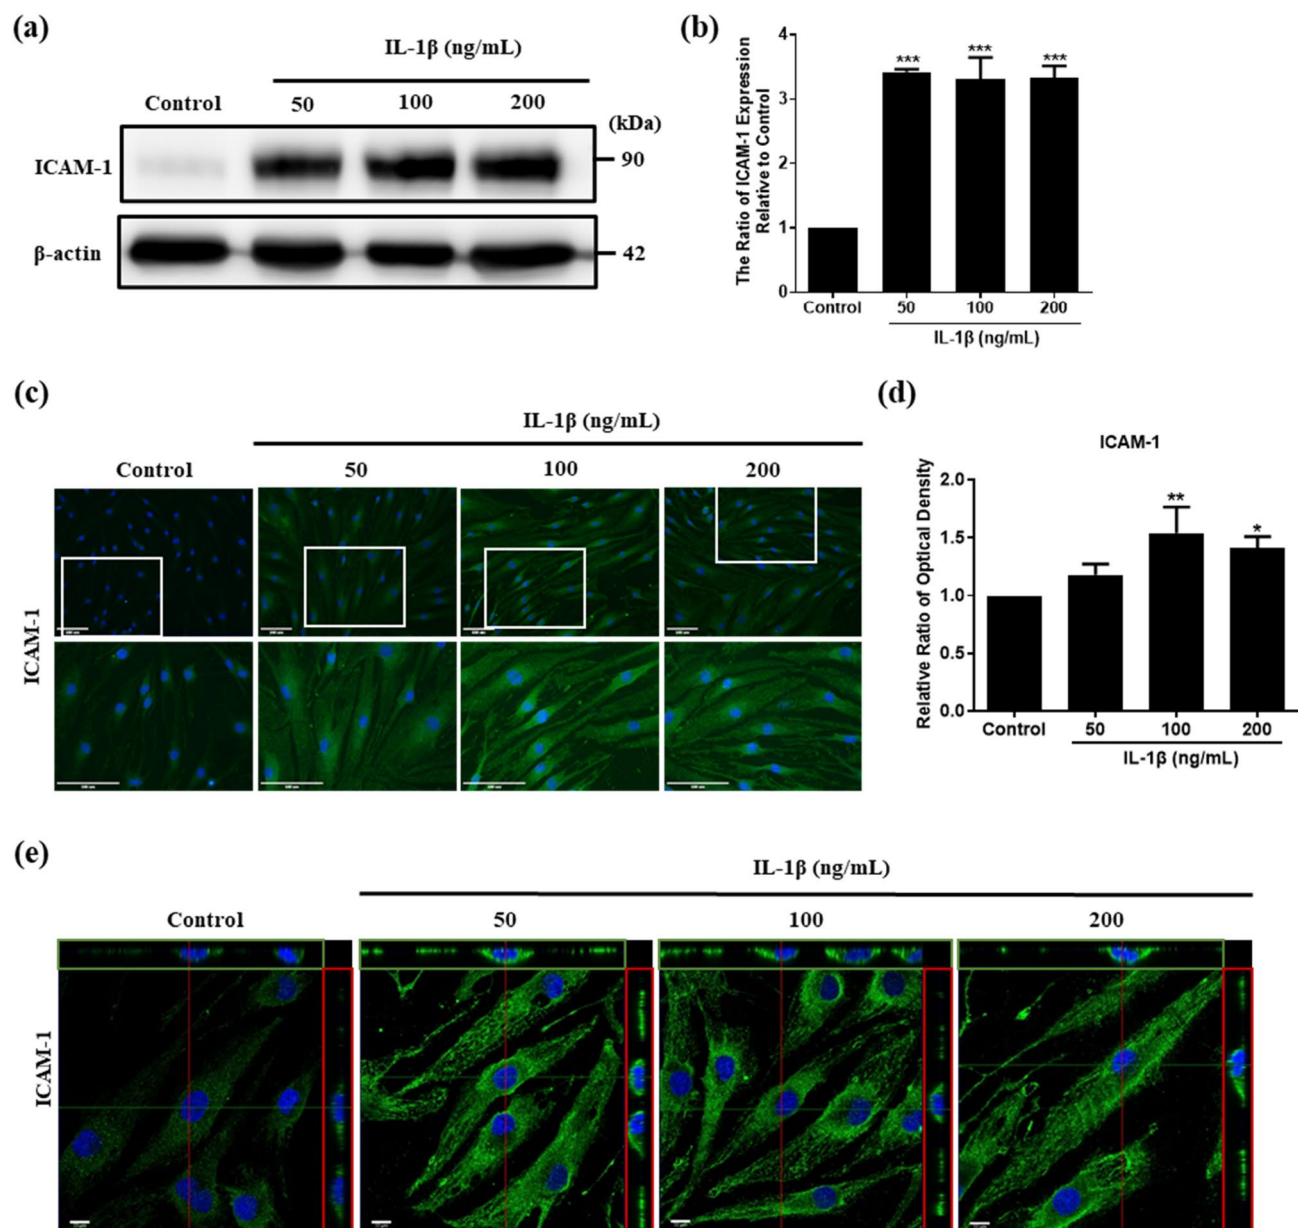 (a)
IL-1β (ng/mL)
Control 50 100 200
(kDa)
ICAM-1 90
β-actin 42
(b)
The Ratio of ICAM-1 Expression
Relative to Control
4
3
2
1
0
***
***
***
Control 50 100 200
IL-1β (ng/mL)
(c)
IL-1β (ng/mL)
Control 50 100 200
ICAM-1
(d)
ICAM-1
Relative Ratio of Optical Density
2.0
1.5
1.0
0.5
0.0
**
*
Control 50 100 200
IL-1β (ng/mL)
(e)
IL-1β (ng/mL)
Control 50 100 200
ICAM-1